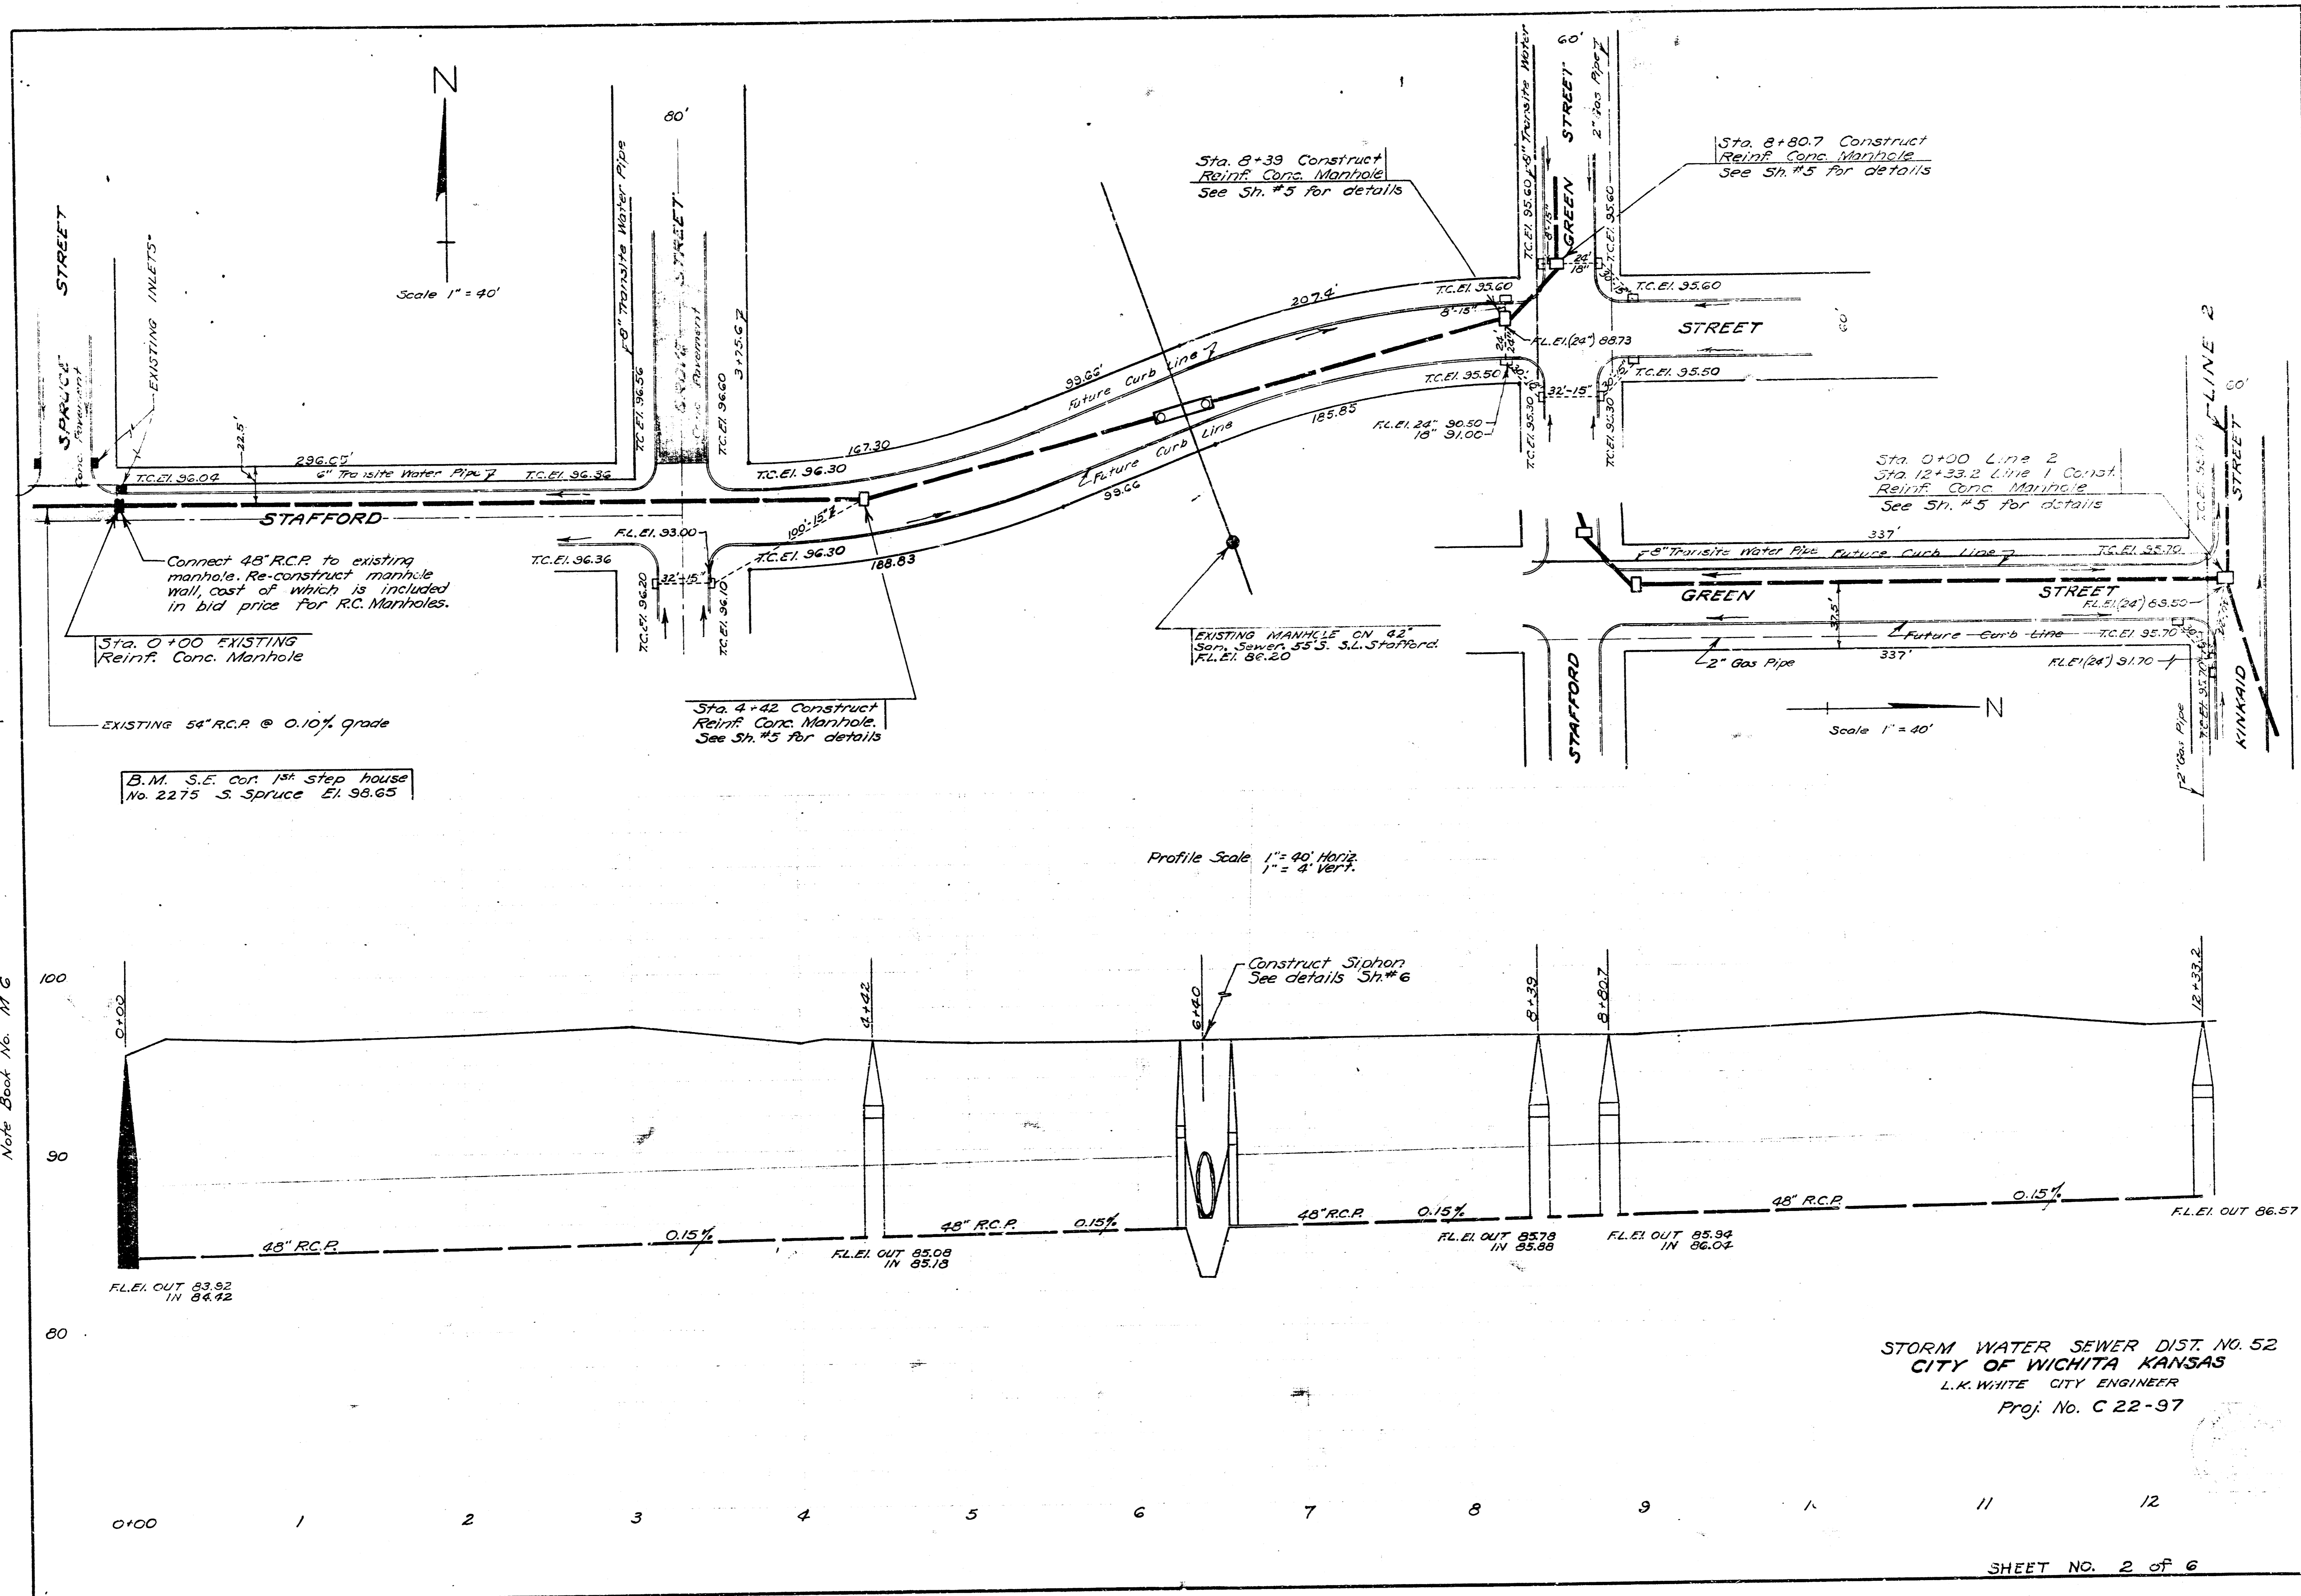 SPRUCE STREET
Conc. Pavement
EXISTING INLETS
N
Scale 1" = 40'
8" Transite Water Pipe
80'
STREET
Pavement
T.C.El. 96.56
T.C.El. 96.60
3+75.67
22.5'
T.C.El. 96.04
6" Transite Water Pipe
T.C.El. 96.36
STAFFORD
T.C.El. 96.30
167.30
99.66'
207.4'
Future Curb Line
Future Curb Line
99.66
185.85
188.83
100'-15"
F.L.El. 93.00
T.C.El. 96.36
T.C.El. 96.30
T.C.El. 96.20
32'-15"
T.C.El. 96.10
Connect 48" R.C.P. to existing
manhole. Re-construct manhole
wall, cost of which is included
in bid price for R.C. Manholes.
Sta. 0+00 EXISTING
Reinf. Conc. Manhole
EXISTING 54" R.C.P. @ 0.10% grade
B.M. S.E. cor. 1st. step house
No. 2275 S. Spruce El. 98.65
Sta. 4+42 Construct
Reinf. Conc. Manhole.
See Sh. #5 for details
EXISTING MANHOLE ON 42"
San. Sewer. 55'S. S.L. Stafford.
F.L.El. 86.20
Sta. 8+39 Construct
Reinf. Conc. Manhole
See Sh. #5 for details
Sta. 8+80.7 Construct
Reinf. Conc. Manhole
See Sh. #5 for details
60'
8" Transite Water
GREEN STREET
2" Gas Pipe
T.C.El. 95.60
8'-15"
T.C.El. 95.60
24'
18"
T.C.El. 95.60
T.C.El. 95.60
8'-15"
F.L.El.(24") 88.73
24'
24"
STREET
60'
T.C.El. 95.50
T.C.El. 95.50
32'-15"
F.L.El. 24" 90.50
18" 91.00
T.C.El. 95.30
T.C.El. 95.30
LINE 2
60'
Sta. 0+00 Line 2
Sta. 12+33.2 Line 1 Const.
Reinf. Conc. Manhole
See Sh. #5 for details
337'
8" Transite Water Pipe
Future Curb Line
T.C.El. 95.70
GREEN STREET
37.5'
F.L.El.(24")
Future Curb Line
T.C.El. 95.70
337'
2" Gas Pipe
F.L.El(24") 91.70
STAFFORD
N
Scale 1" = 40'
2" Gas Pipe
T.C.El. 95.70
KINKAID STREET
Profile Scale 1"= 40' Horiz.
1" = 4' Vert.
Note Book No. M 6
100
90
80
0+00
4+42
6+40
8+39
8+80.7
12+33.2
Construct Siphon
See details Sh.#6
48" R.C.P.
0.15%
48" R.C.P.
0.15%
48" R.C.P.
0.15%
48" R.C.P.
0.15%
F.L.El. OUT 83.92
IN 84.42
F.L.El. OUT 85.08
IN 85.18
F.L.El. OUT 85.78
IN 85.88
F.L.El. OUT 85.94
IN 86.04
F.L.El. OUT 86.57
STORM WATER SEWER DIST. NO. 52
CITY OF WICHITA KANSAS
L.K. WHITE CITY ENGINEER
Proj. No. C 22-97
0+00 1 2 3 4 5 6 7 8 9 11 12
SHEET NO. 2 of 6